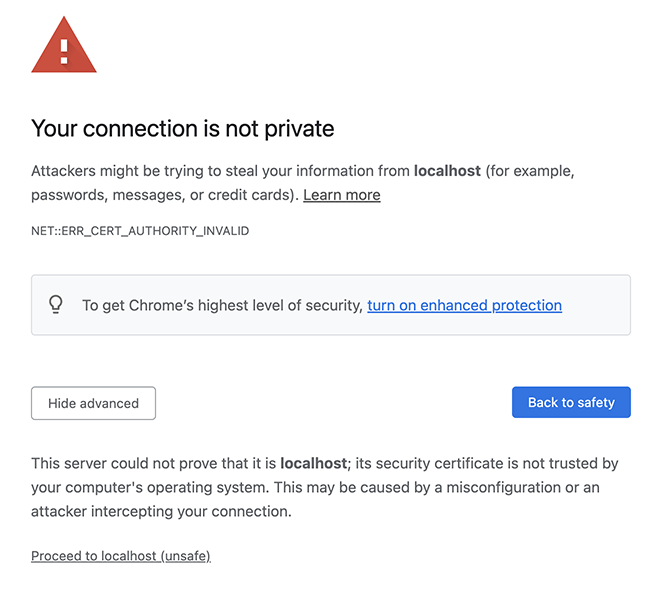 Your connection is not private
Attackers might be trying to steal your information from localhost (for example,
passwords, messages, or credit cards). Learn more
NET::ERR_CERT_AUTHORITY_INVALID
To get Chrome’s highest level of security, turn on enhanced protection
Hide advanced
Back to safety
This server could not prove that it is localhost; its security certificate is not trusted by
your computer's operating system. This may be caused by a misconfiguration or an
attacker intercepting your connection.
Proceed to localhost (unsafe)